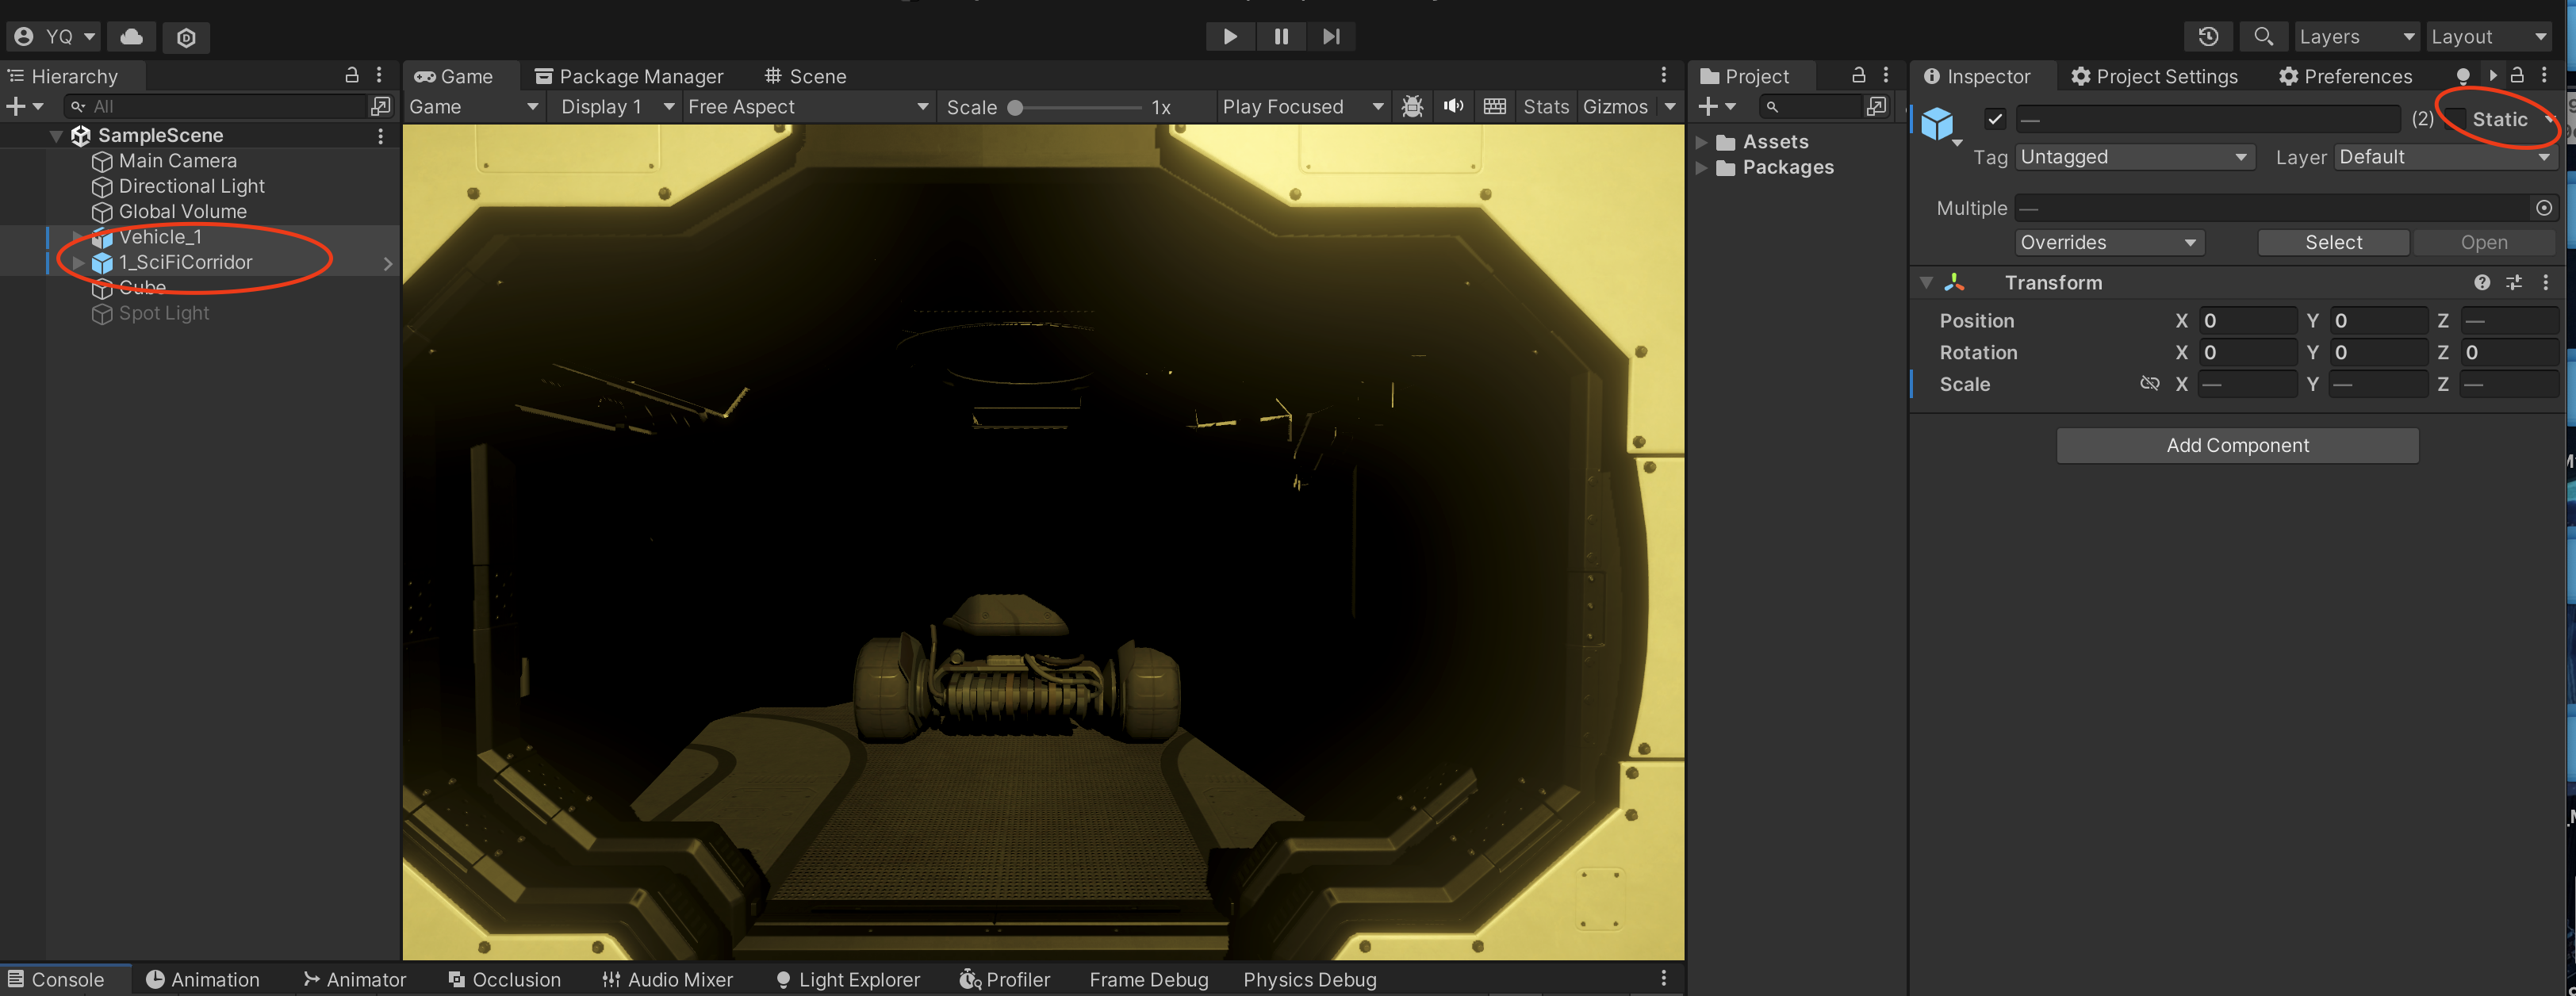 YQ
Layers
Layout
Hierarchy
Game
Package Manager
Scene
Project
Inspector
Project Settings
Preferences
All
Game
Display 1
Free Aspect
Scale
1x
Play Focused
Stats
Gizmos
SampleScene
Main Camera
Directional Light
Global Volume
Vehicle_1
1_SciFiCorridor
Cube
Spot Light
Assets
Packages
—
(2)
Static
Tag
Untagged
Layer
Default
Multiple
—
Overrides
Select
Open
Transform
Position X 0 Y 0 Z —
Rotation X 0 Y 0 Z 0
Scale X — Y — Z —
Add Component
Console
Animation
Animator
Occlusion
Audio Mixer
Light Explorer
Profiler
Frame Debug
Physics Debug